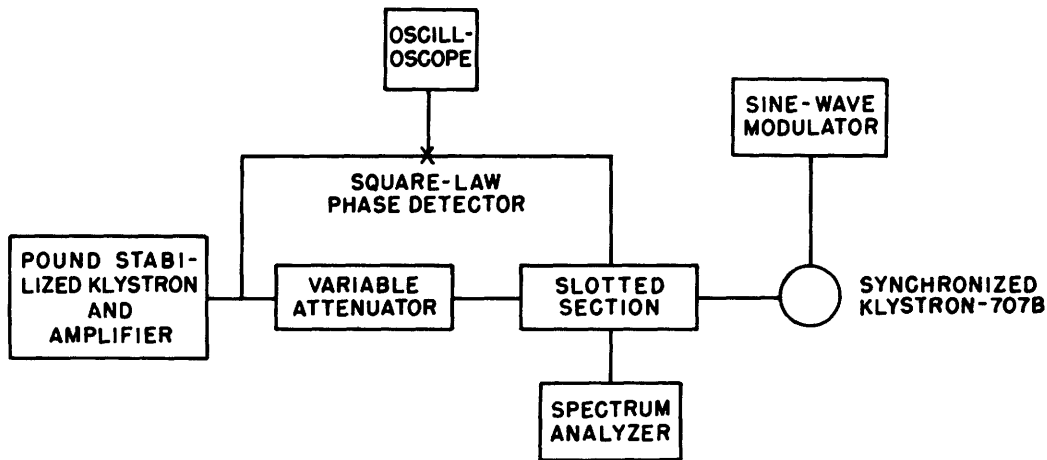 OSCILL-
OSCOPE
SINE-WAVE
MODULATOR
SQUARE-LAW
PHASE DETECTOR
POUND STABI-
LIZED KLYSTRON
AND
AMPLIFIER
VARIABLE
ATTENUATOR
SLOTTED
SECTION
SYNCHRONIZED
KLYSTRON-707B
SPECTRUM
ANALYZER